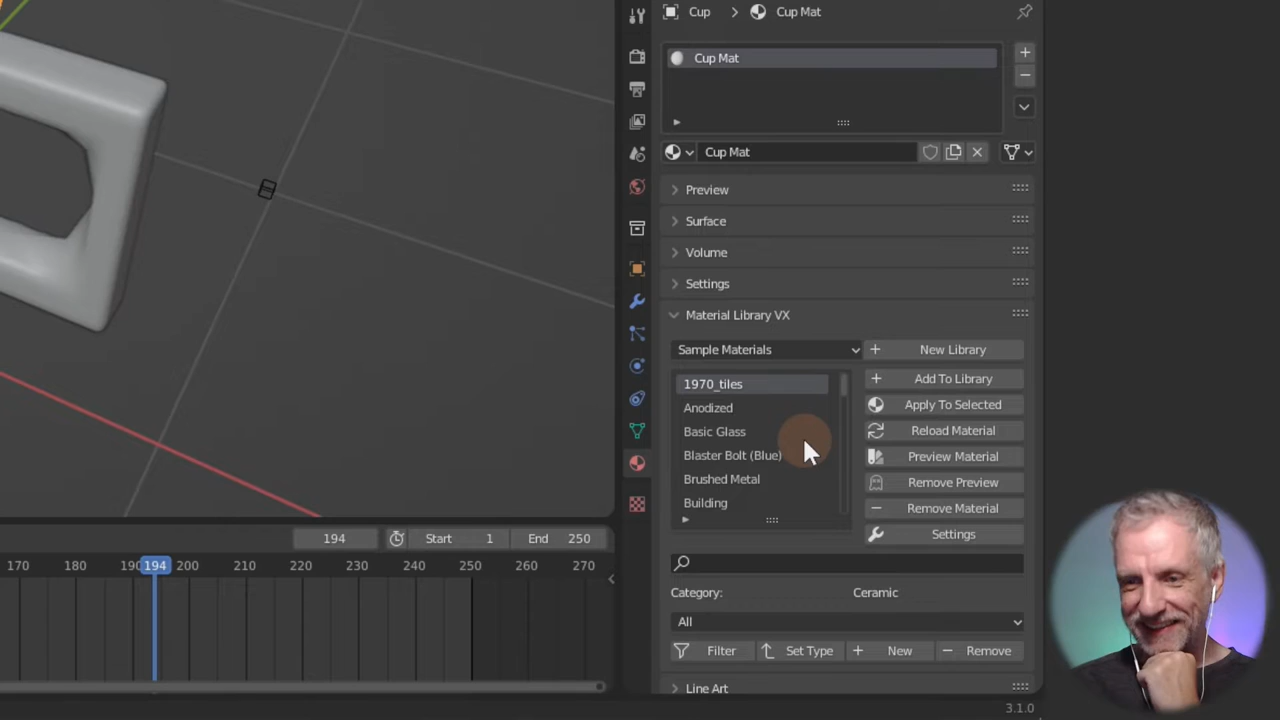 Cup > Cup Mat
Cup Mat
Cup Mat
Preview
Surface
Volume
Settings
Material Library VX
Sample Materials
New Library
1970_tiles
Anodized
Basic Glass
Blaster Bolt (Blue)
Brushed Metal
Building
Add To Library
Apply To Selected
Reload Material
Preview Material
Remove Preview
Remove Material
Settings
Category: Ceramic
All
Filter Set Type New Remove
Line Art
194 Start 1 End 250
170 190 194 200 210 220 230 240 250 260 270
3.1.0